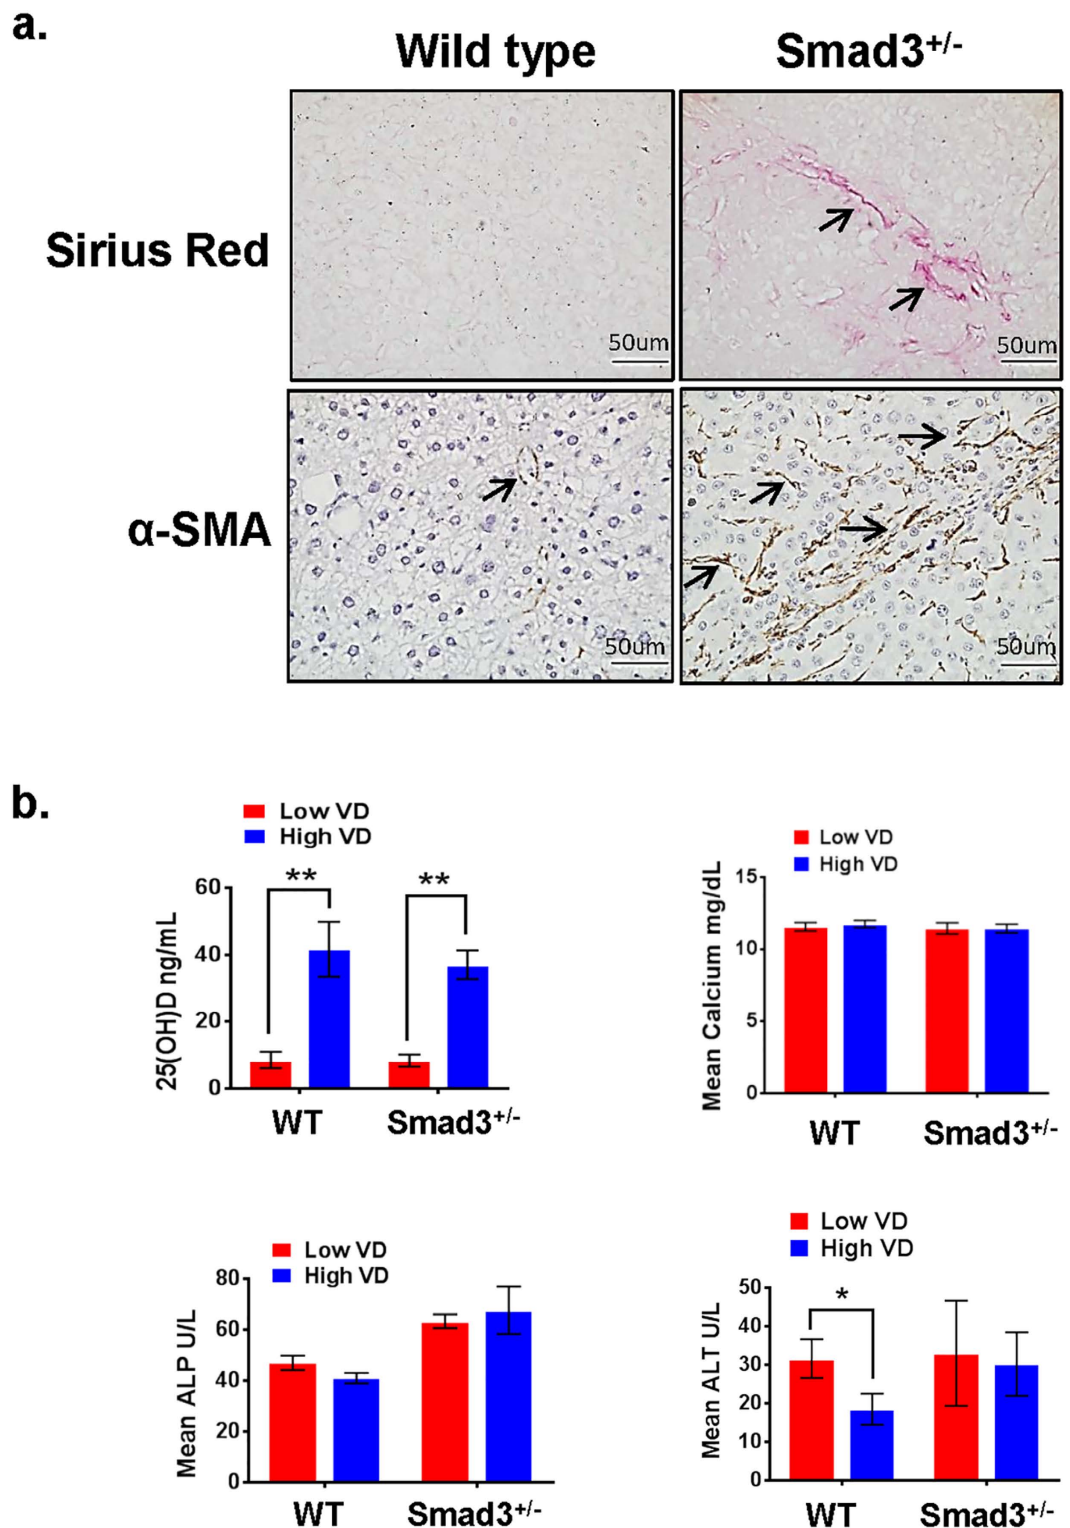 a.
Wild type
Smad3+/-
Sirius Red
50um
50um
α-SMA
50um
50um
b.
Low VD
High VD
**
**
25(OH)D ng/mL
60
40
20
0
WT
Smad3+/-
Low VD
High VD
Mean Calcium mg/dL
15
10
5
0
WT
Smad3+/-
Low VD
High VD
Mean ALP U/L
80
60
40
20
0
WT
Smad3+/-
Low VD
High VD
*
Mean ALT U/L
50
40
30
20
10
0
WT
Smad3+/-